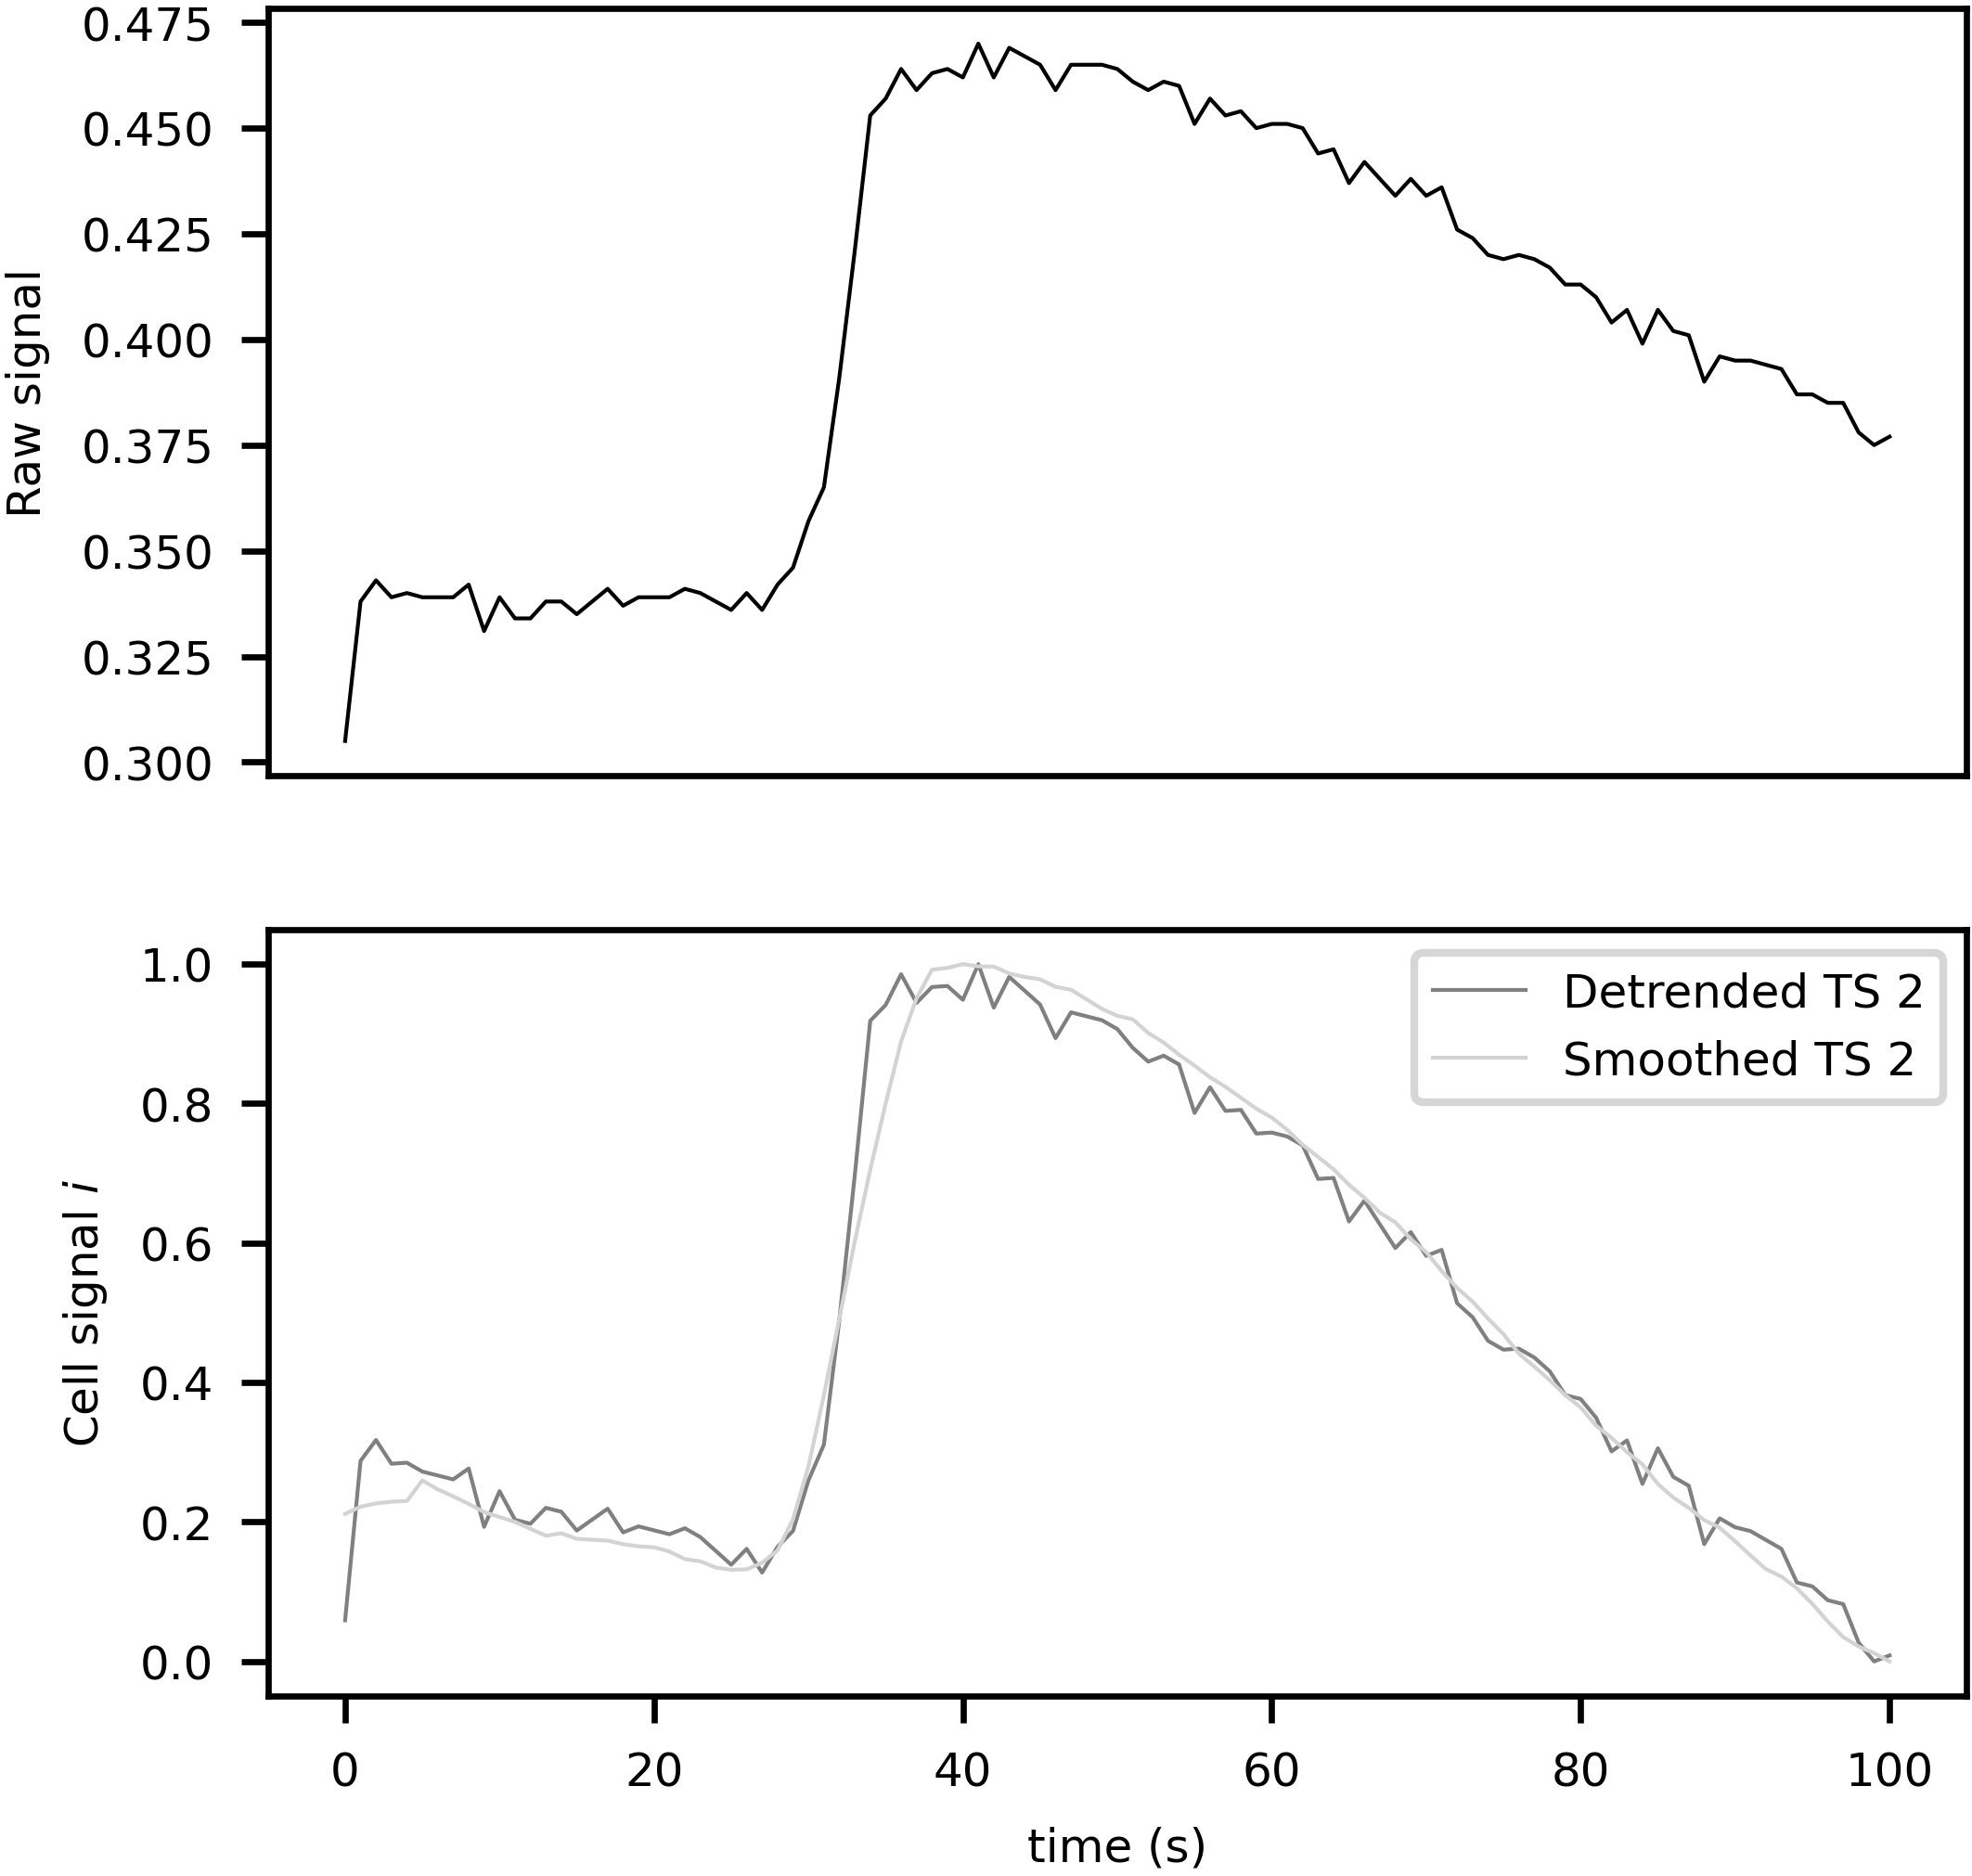 0.475
0.450
0.425
0.400
0.375
0.350
0.325
0.300
Raw signal
1.0
0.8
0.6
0.4
0.2
0.0
Cell signal i
Detrended TS 2
Smoothed TS 2
0 20 40 60 80 100
time (s)